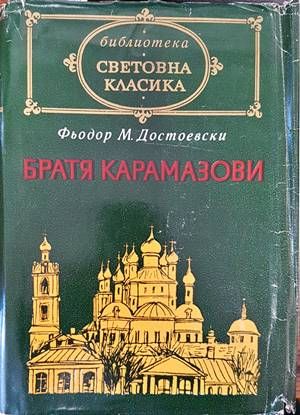 библиотека
СВЕТОВНА
КЛАСИКА
Фьодор М. Достоевски
БРАТЯ КАРАМАЗОВИ